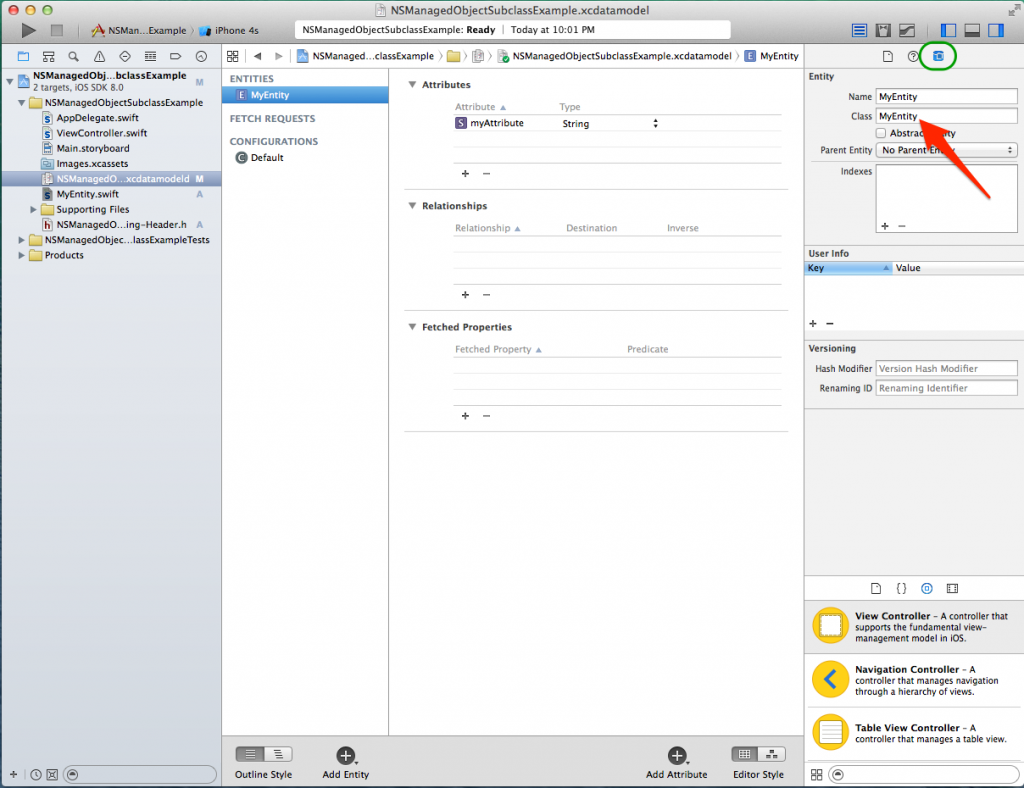 NSManagedObjectSubclassExample.xcdatamodel
NSMan...Example
iPhone 4s
NSManagedObjectSubclassExample: Ready | Today at 10:01 PM
NSManagedObj...bclassExample
M
2 targets, iOS SDK 8.0
NSManagedObjectSubclassExample
AppDelegate.swift
ViewController.swift
Main.storyboard
Images.xcassets
NSManagedO...xcdatamodeld
M
MyEntity.swift
A
Supporting Files
NSManagedO...ing-Header.h
A
NSManagedObjec...lassExampleTests
Products
NSManagedO...classExample
NSManagedObjectSubclassExample.xcdatamodel
E MyEntity
ENTITIES
E MyEntity
FETCH REQUESTS
CONFIGURATIONS
C Default
Attributes
Attribute
Type
S myAttribute
String
Relationships
Relationship
Destination
Inverse
Fetched Properties
Fetched Property
Predicate
Outline Style
Add Entity
Add Attribute
Editor Style
Entity
Name MyEntity
Class MyEntity
Parent Entity No Parent
Indexes
User Info
Key
Value
Versioning
Hash Modifier Version Hash Modifier
Renaming ID Renaming Identifier
View Controller - A controller that
supports the fundamental view-
management model in iOS.
Navigation Controller - A
controller that manages navigation
through a hierarchy of views.
Table View Controller - A
controller that manages a table view.